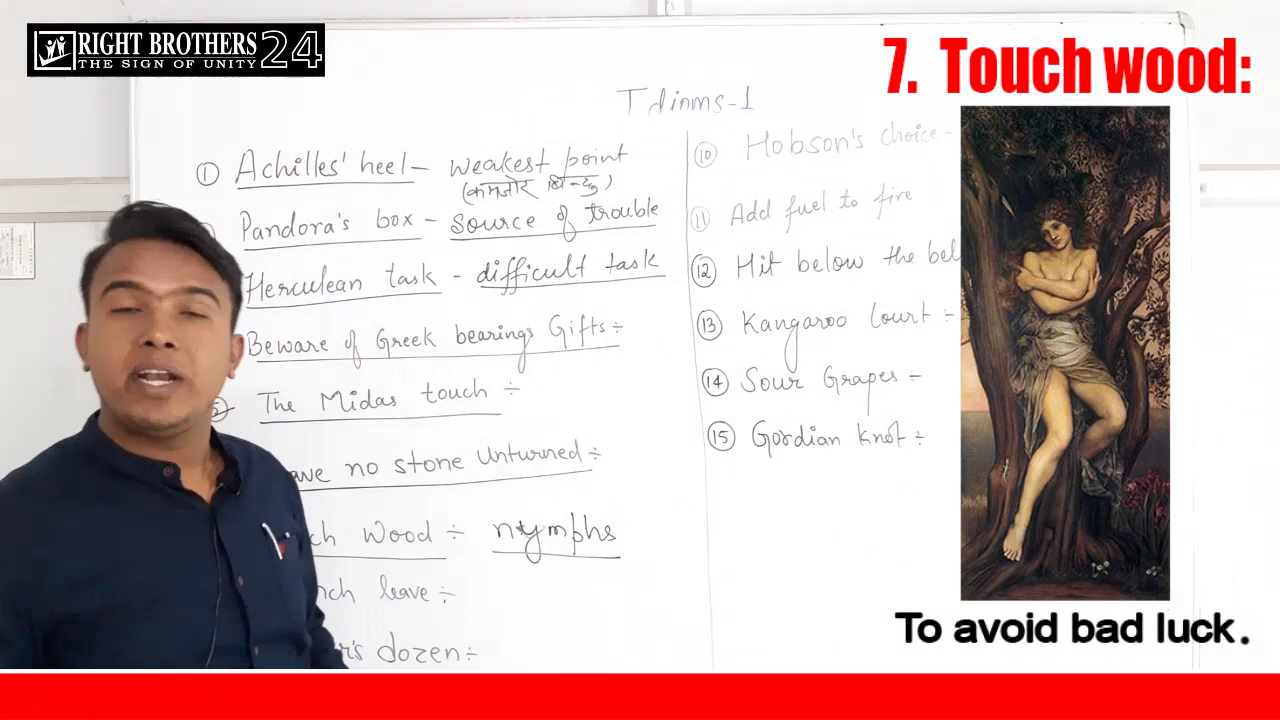 RIGHT BROTHERS 24
THE SIGN OF UNITY
7. Touch wood:
Idioms-1
① Achilles' heel- weakest point
(कमजोर बिन्दु)
Pandora's box - source of trouble
Herculean task - difficult task
Beware of Greek bearings Gifts ÷
⑤ The Midas touch ÷
ave no stone Unturned ÷
ch Wood ÷ nymphs
nch leave ÷
r's dozen ÷
⑩ Hobson's choice -
⑪ Add fuel to fire
⑫ Hit below the bel
⑬ Kangaroo Court ÷
⑭ Sour Grapes ÷
⑮ Gordian knot ÷
To avoid bad luck.